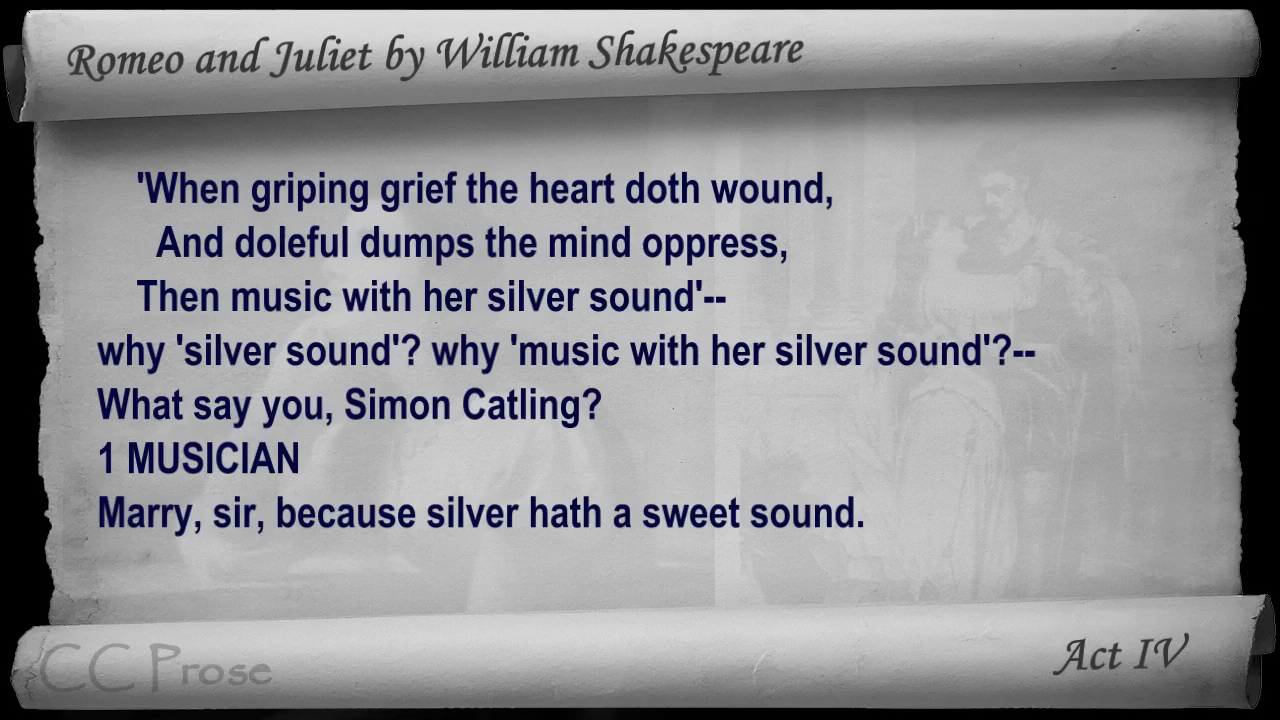 Romeo and Juliet by William Shakespeare
'When griping grief the heart doth wound,
And doleful dumps the mind oppress,
Then music with her silver sound'--
why 'silver sound'? why 'music with her silver sound'?--
What say you, Simon Catling?
1 MUSICIAN
Marry, sir, because silver hath a sweet sound.
CC Prose
Act IV